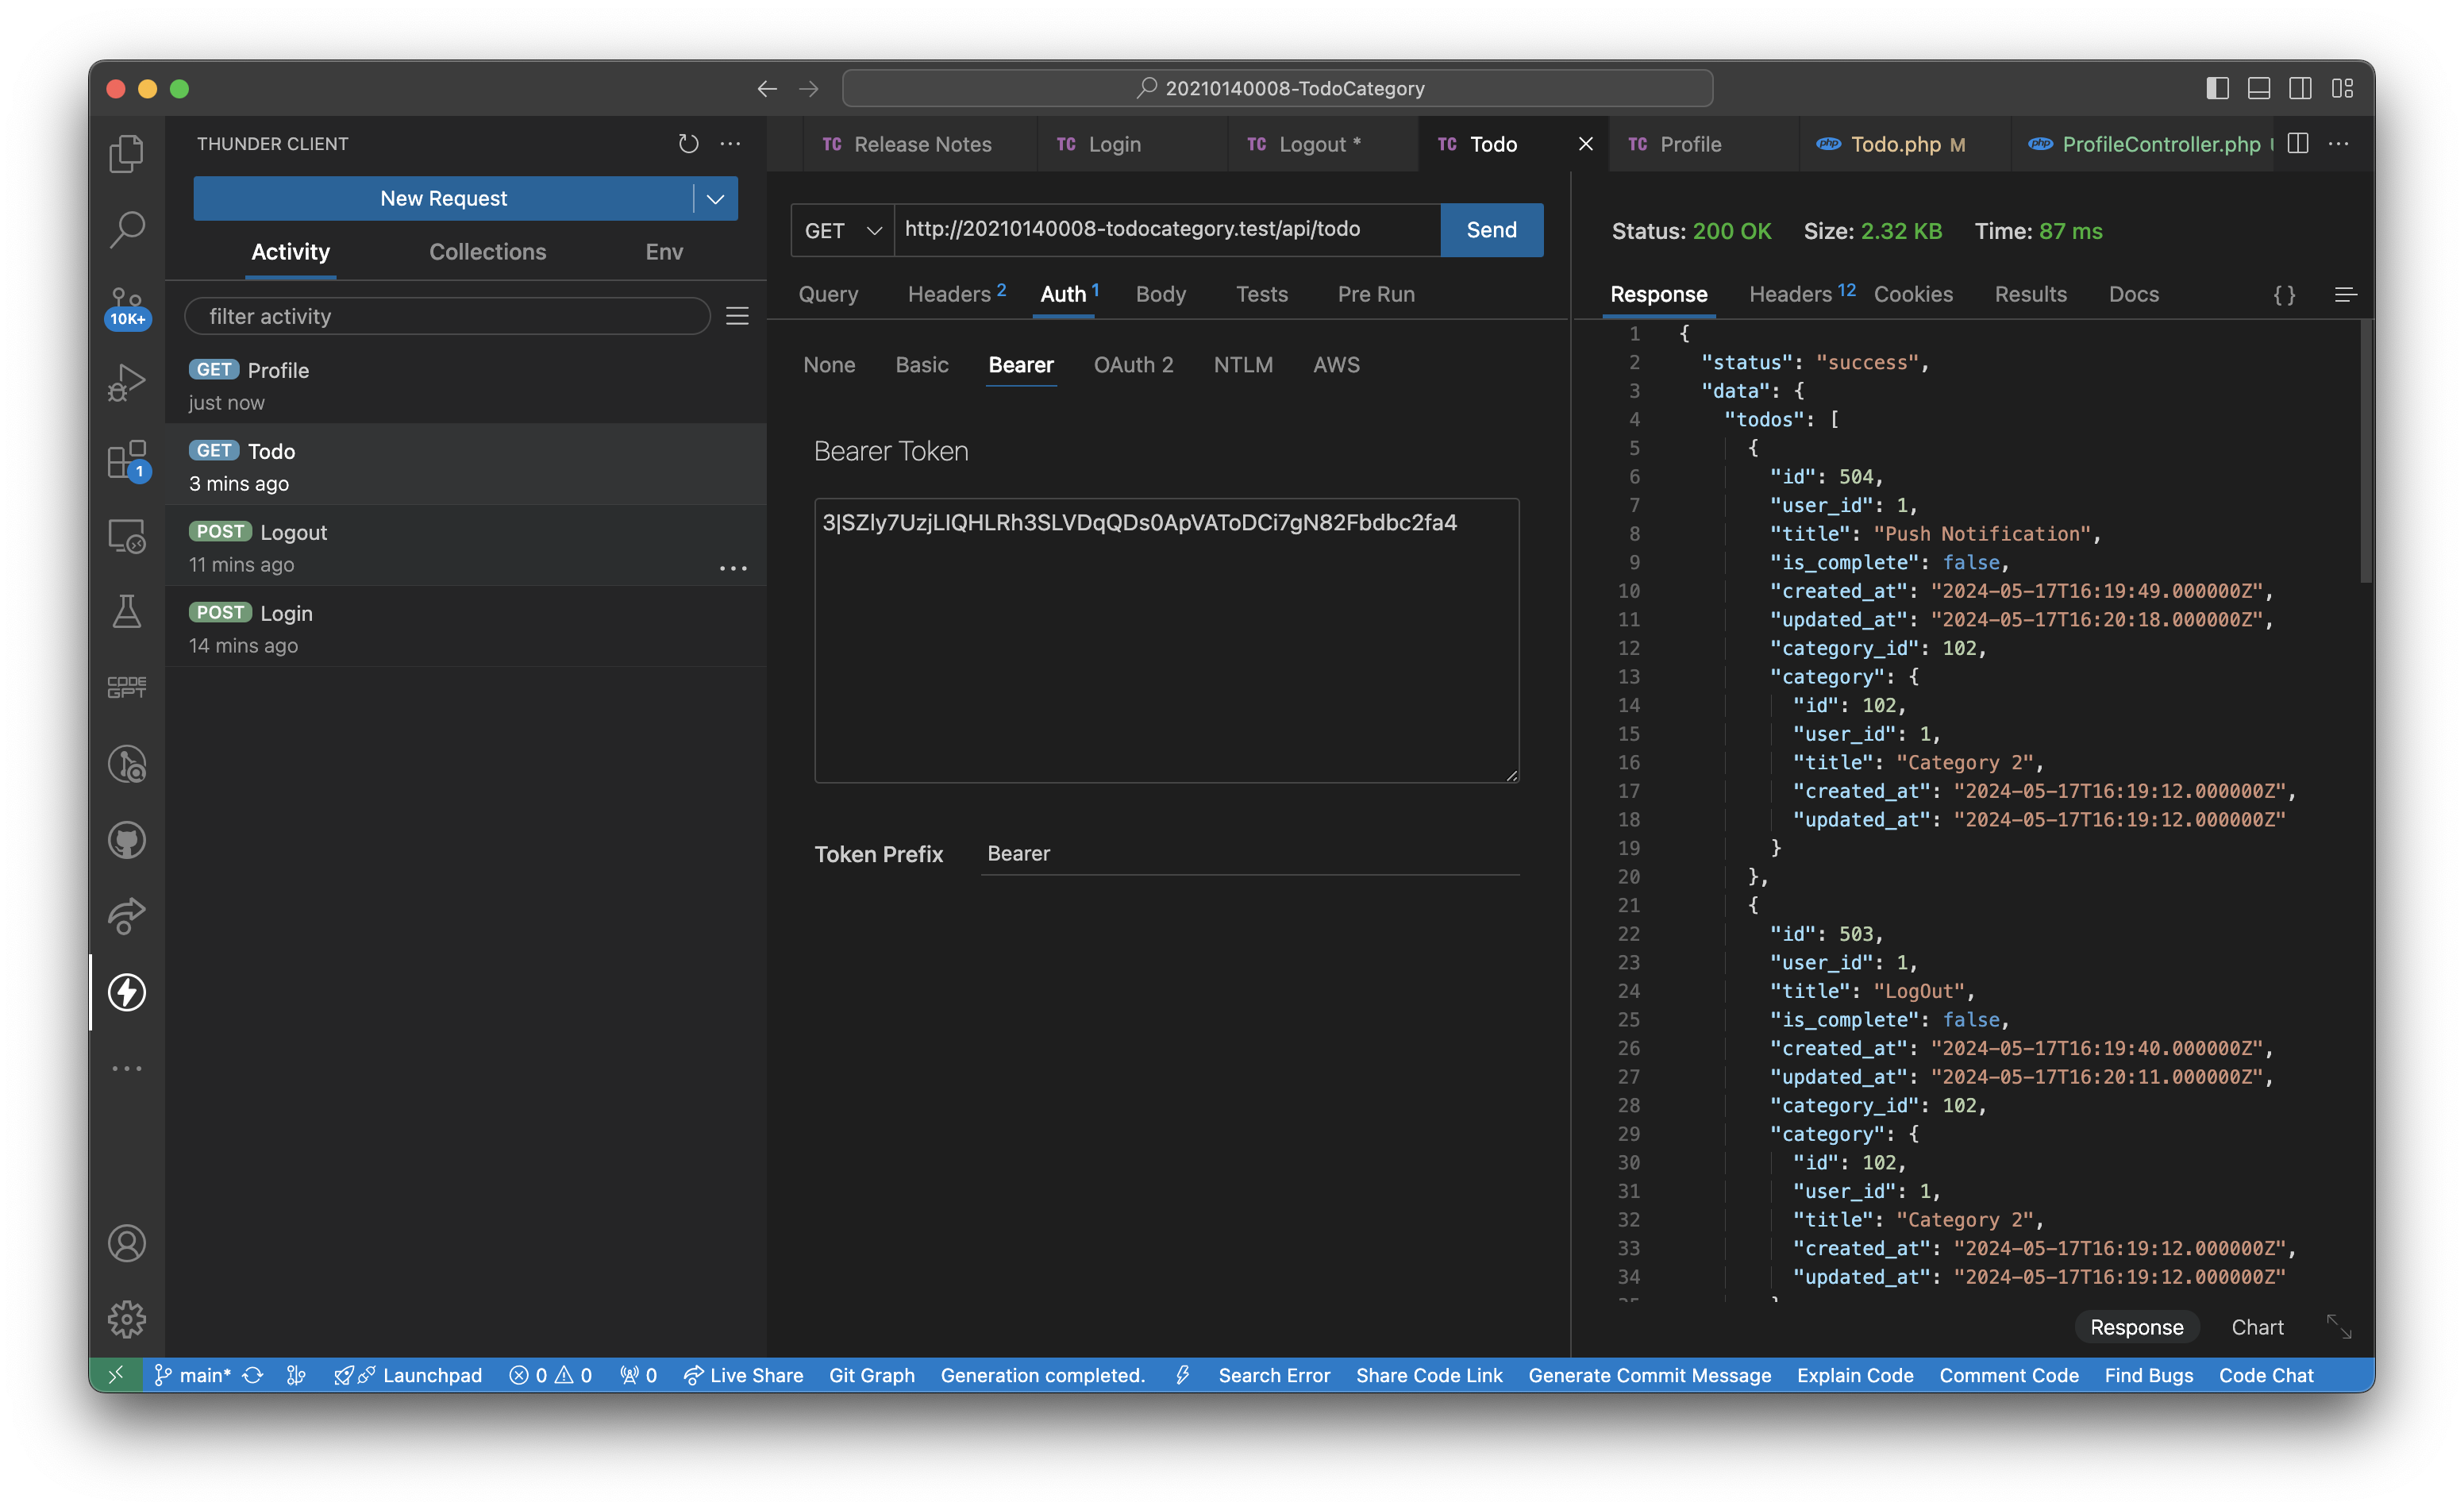 20210140008-TodoCategory
THUNDER CLIENT
New Request
Activity Collections Env
filter activity
GET Profile
just now
GET Todo
3 mins ago
POST Logout
11 mins ago
POST Login
14 mins ago
10K+
1
CODE
GPT
TC Release Notes TC Login TC Logout * TC Todo TC Profile php Todo.php M php ProfileController.php
GET http://20210140008-todocategory.test/api/todo Send
Query Headers 2 Auth 1 Body Tests Pre Run
None Basic Bearer OAuth 2 NTLM AWS
Bearer Token
3|SZly7UzjLIQHLRh3SLVDqQDs0ApVAToDCi7gN82Fbdbc2fa4
Token Prefix Bearer
Status: 200 OK Size: 2.32 KB Time: 87 ms
Response Headers 12 Cookies Results Docs {}
1 {
2 "status": "success",
3 "data": {
4 "todos": [
5 {
6 "id": 504,
7 "user_id": 1,
8 "title": "Push Notification",
9 "is_complete": false,
10 "created_at": "2024-05-17T16:19:49.000000Z",
11 "updated_at": "2024-05-17T16:20:18.000000Z",
12 "category_id": 102,
13 "category": {
14 "id": 102,
15 "user_id": 1,
16 "title": "Category 2",
17 "created_at": "2024-05-17T16:19:12.000000Z",
18 "updated_at": "2024-05-17T16:19:12.000000Z"
19 }
20 },
21 {
22 "id": 503,
23 "user_id": 1,
24 "title": "LogOut",
25 "is_complete": false,
26 "created_at": "2024-05-17T16:19:40.000000Z",
27 "updated_at": "2024-05-17T16:20:11.000000Z",
28 "category_id": 102,
29 "category": {
30 "id": 102,
31 "user_id": 1,
32 "title": "Category 2",
33 "created_at": "2024-05-17T16:19:12.000000Z",
34 "updated_at": "2024-05-17T16:19:12.000000Z"
Response Chart
main* Launchpad 0 0 0 Live Share Git Graph Generation completed. Search Error Share Code Link Generate Commit Message Explain Code Comment Code Find Bugs Code Chat